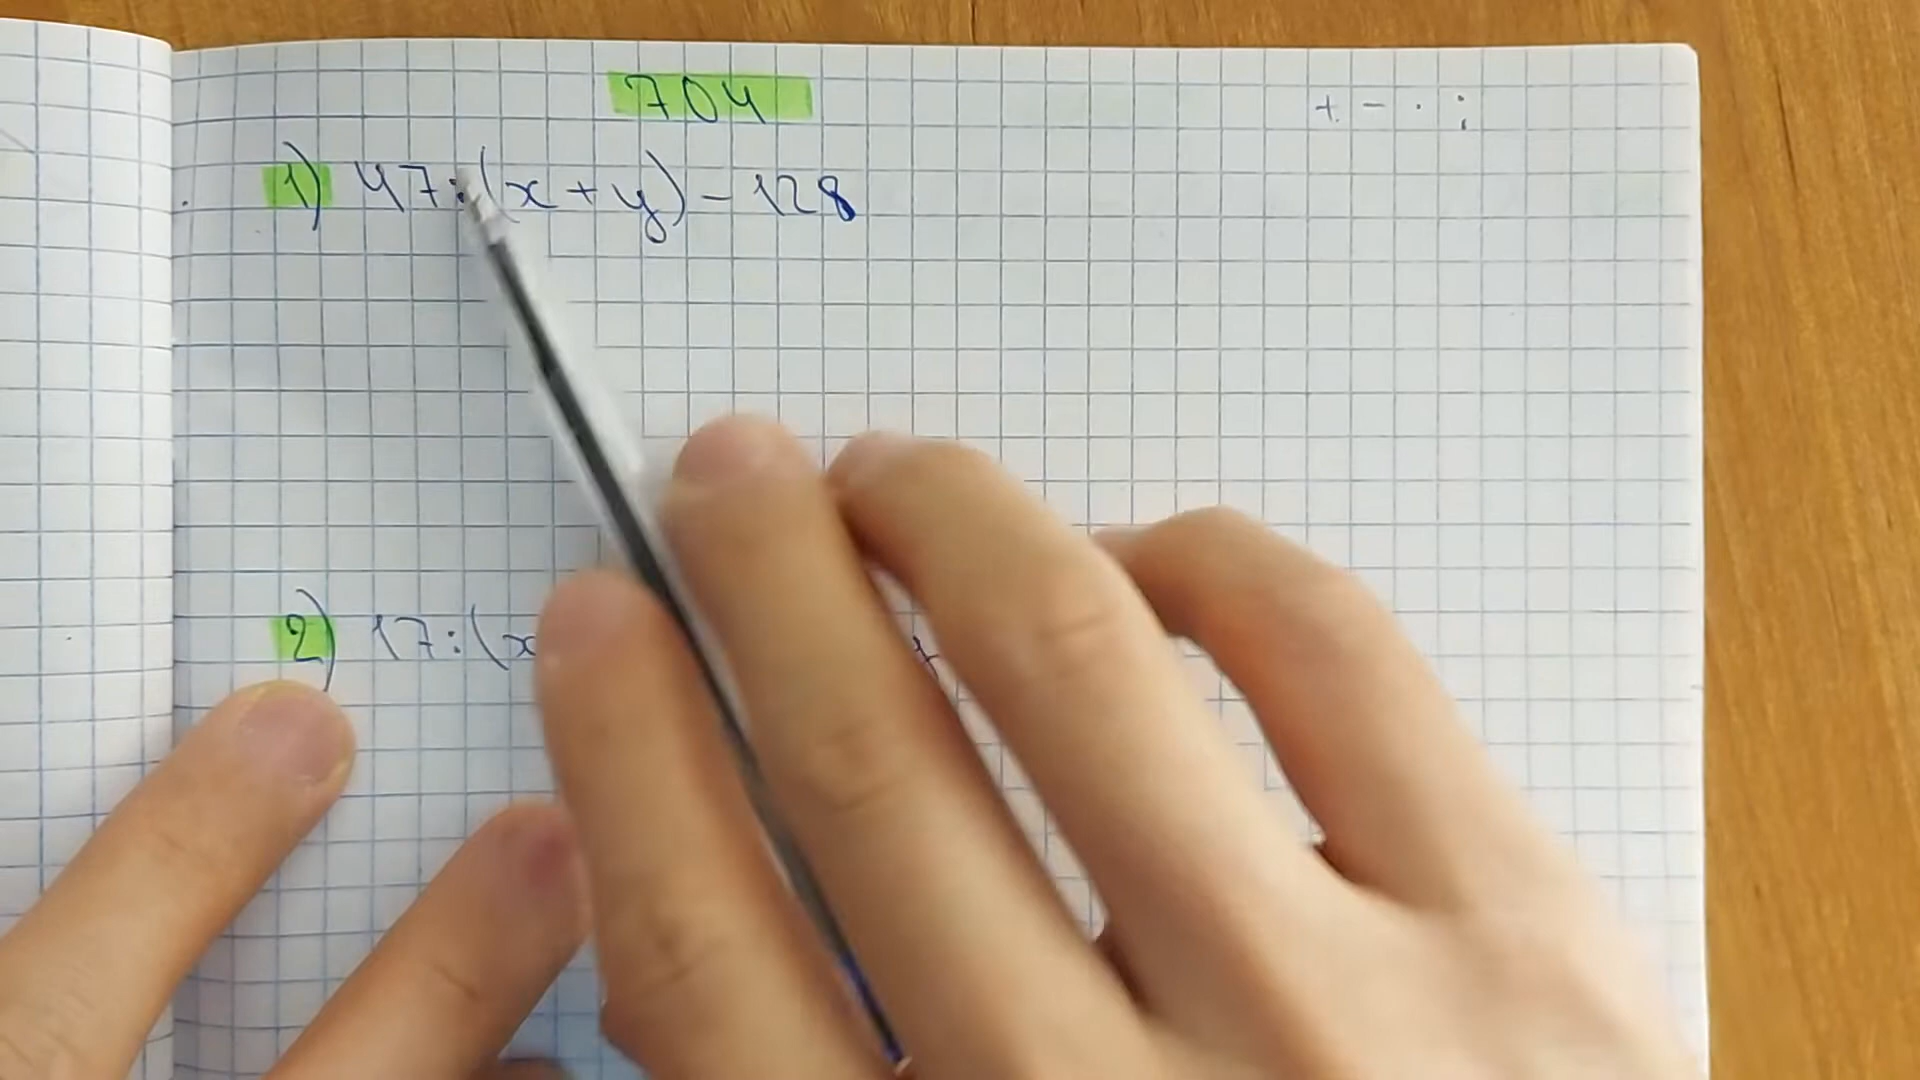 704
+ - · :
1) 47:(x+y)-128
2) 17:(x